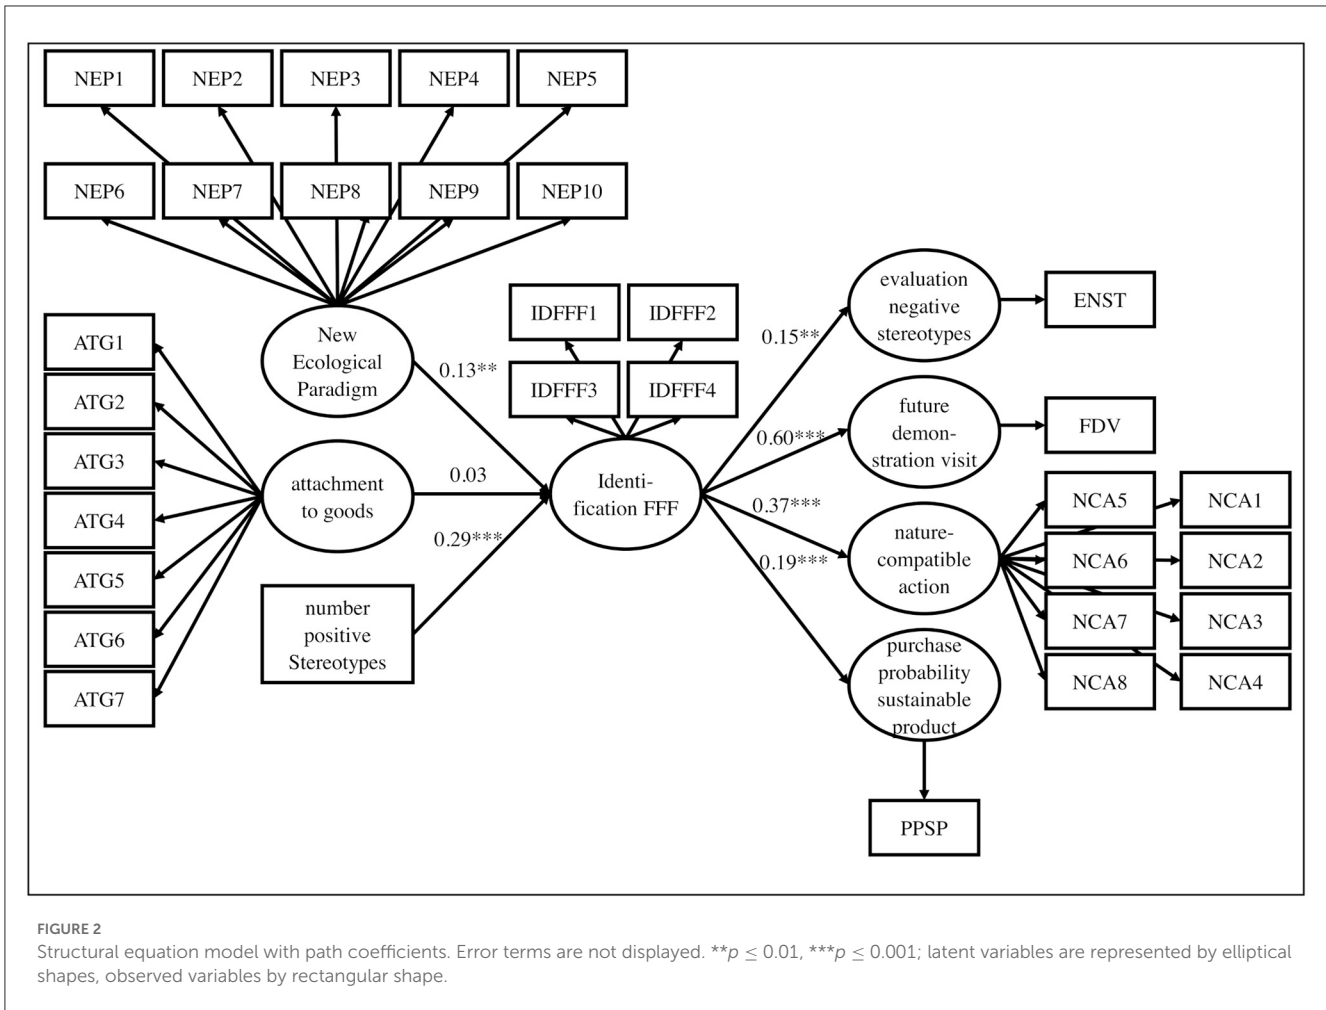 NEP1 NEP2 NEP3 NEP4 NEP5
NEP6 NEP7 NEP8 NEP9 NEP10
New
Ecological
Paradigm
ATG1
ATG2
ATG3
ATG4
ATG5
ATG6
ATG7
attachment
to goods
number
positive
Stereotypes
0.13**
0.03
0.29***
IDFFF1 IDFFF2
IDFFF3 IDFFF4
Identi-
fication FFF
0.15**
0.60***
0.37***
0.19***
evaluation
negative
stereotypes
ENST
future
demon-
stration visit
FDV
nature-
compatible
action
NCA5 NCA1
NCA6 NCA2
NCA7 NCA3
NCA8 NCA4
purchase
probability
sustainable
product
PPSP
FIGURE 2
Structural equation model with path coefficients. Error terms are not displayed. **p ≤ 0.01, ***p ≤ 0.001; latent variables are represented by elliptical
shapes, observed variables by rectangular shape.